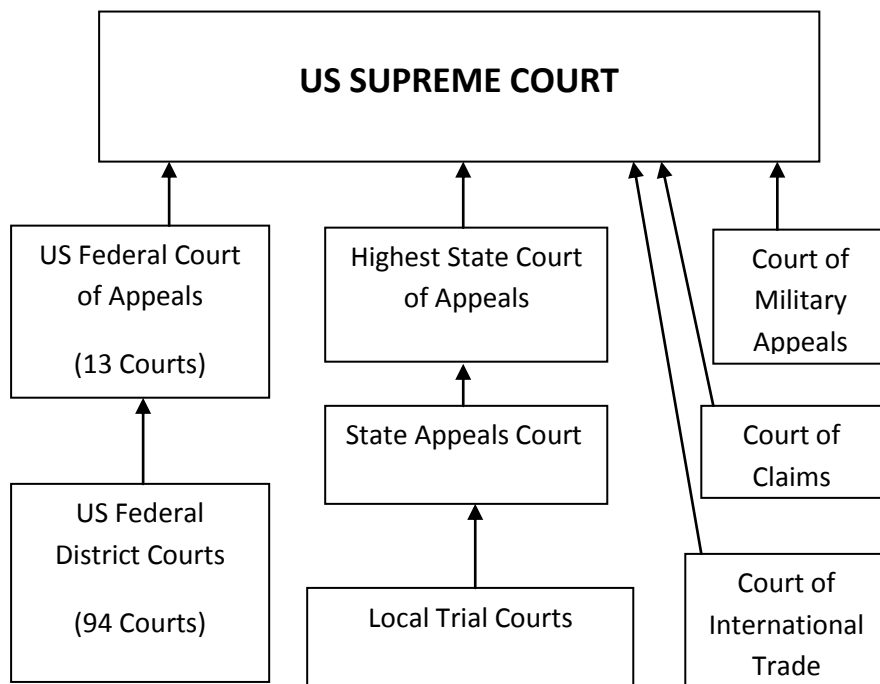 US SUPREME COURT
US Federal Court
of Appeals
(13 Courts)
Highest State Court
of Appeals
Court of
Military
Appeals
State Appeals Court
Court of
Claims
US Federal
District Courts
(94 Courts)
Local Trial Courts
Court of
International
Trade